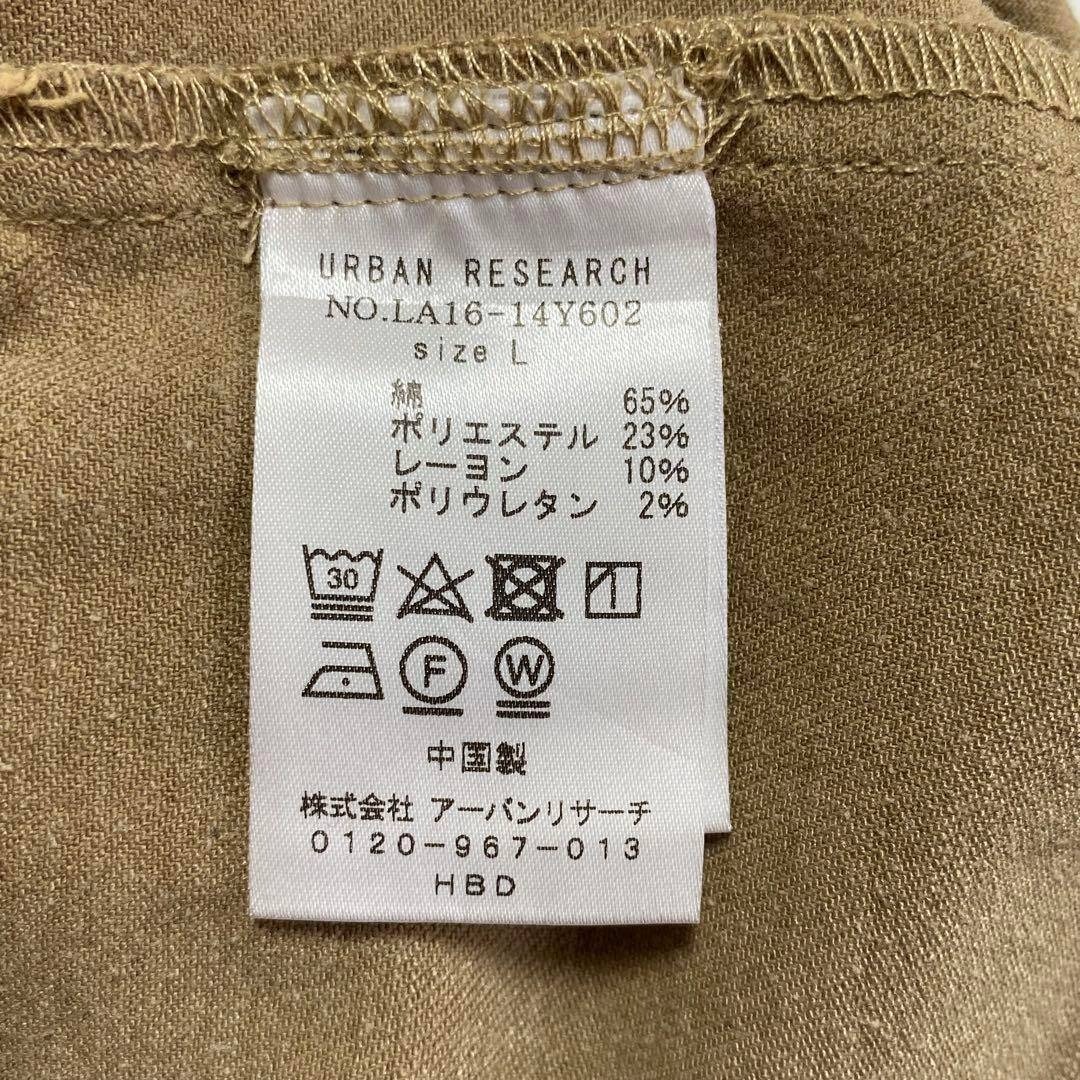 URBAN RESEARCH
NO.LA16-14Y602
size L
綿 65%
ポリエステル 23%
レーヨン 10%
ポリウレタン 2%
30
F W
中国製
株式会社 アーバンリサーチ
0120-967-013
HBD